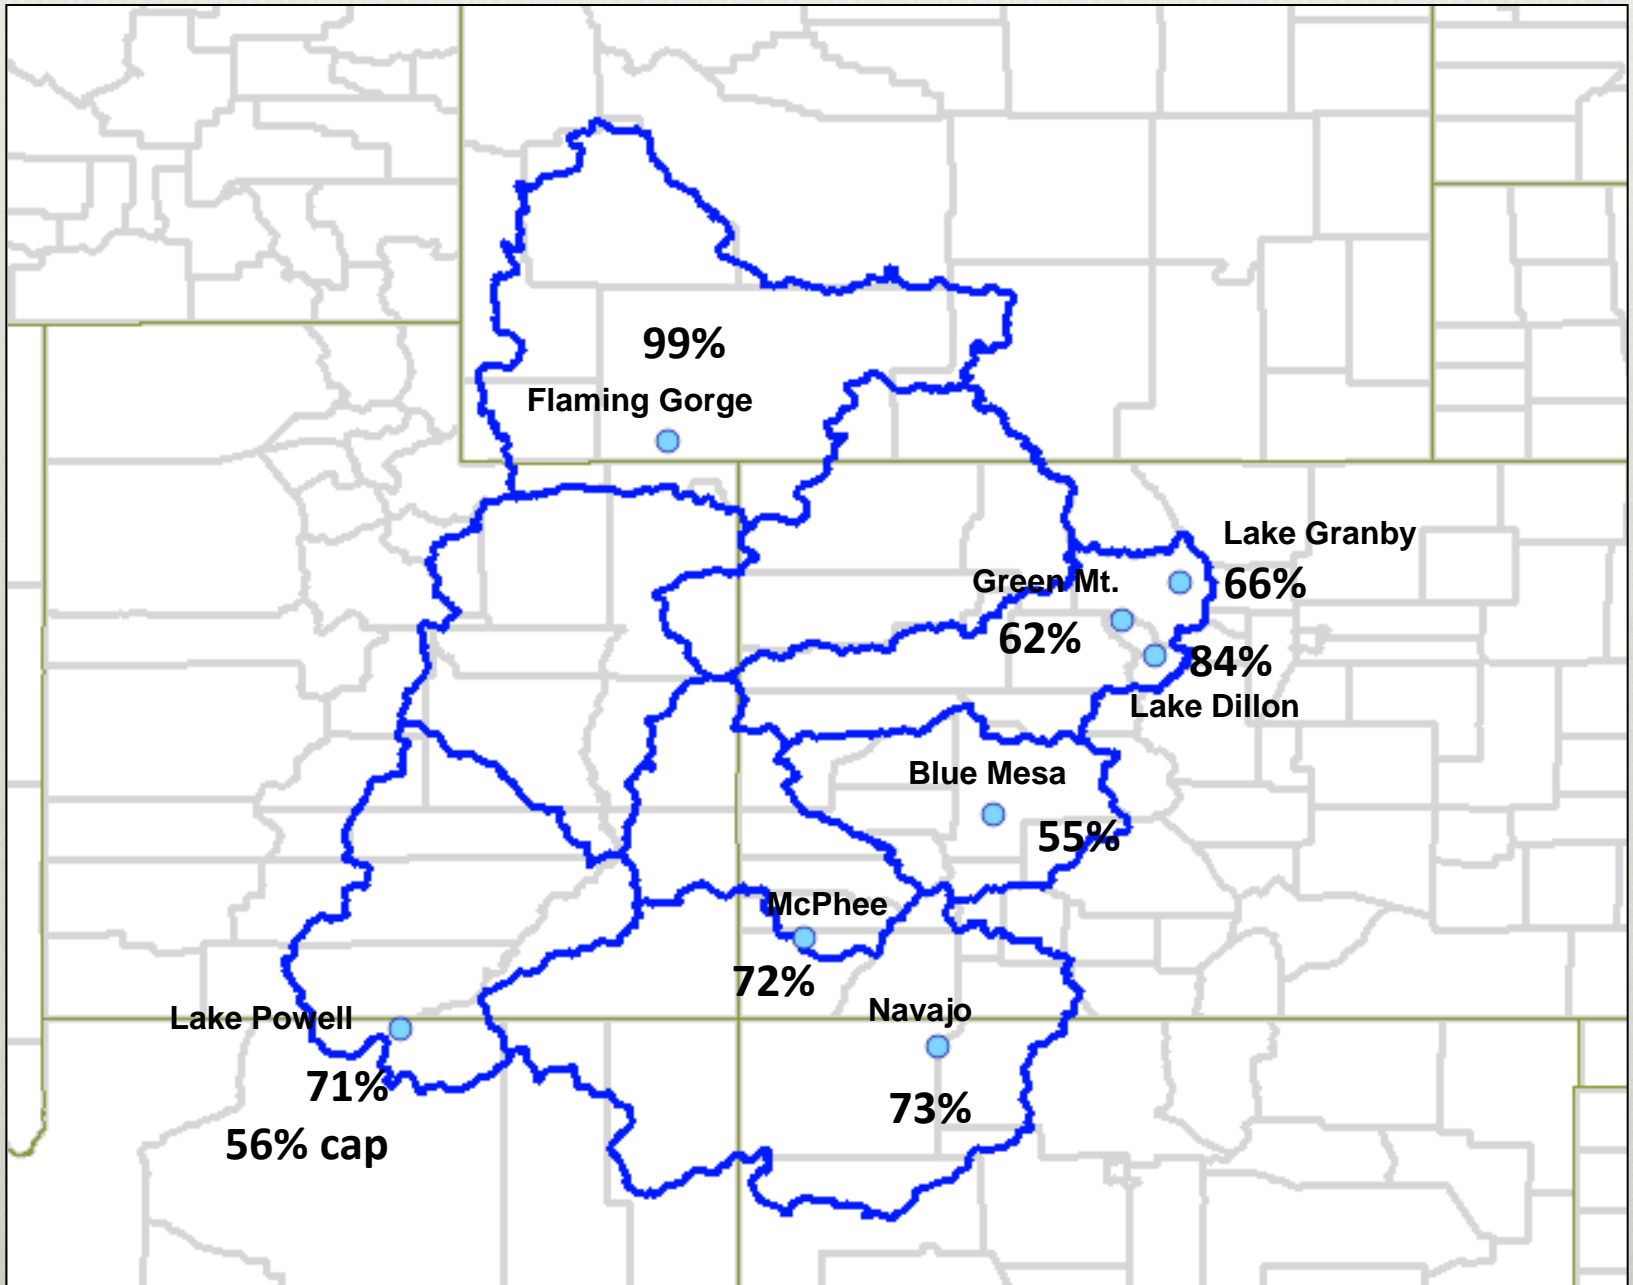 99%
Flaming Gorge
Lake Granby
66%
Green Mt.
62%
84%
Lake Dillon
Blue Mesa
55%
McPhee
72%
Navajo
73%
Lake Powell
71%
56% cap